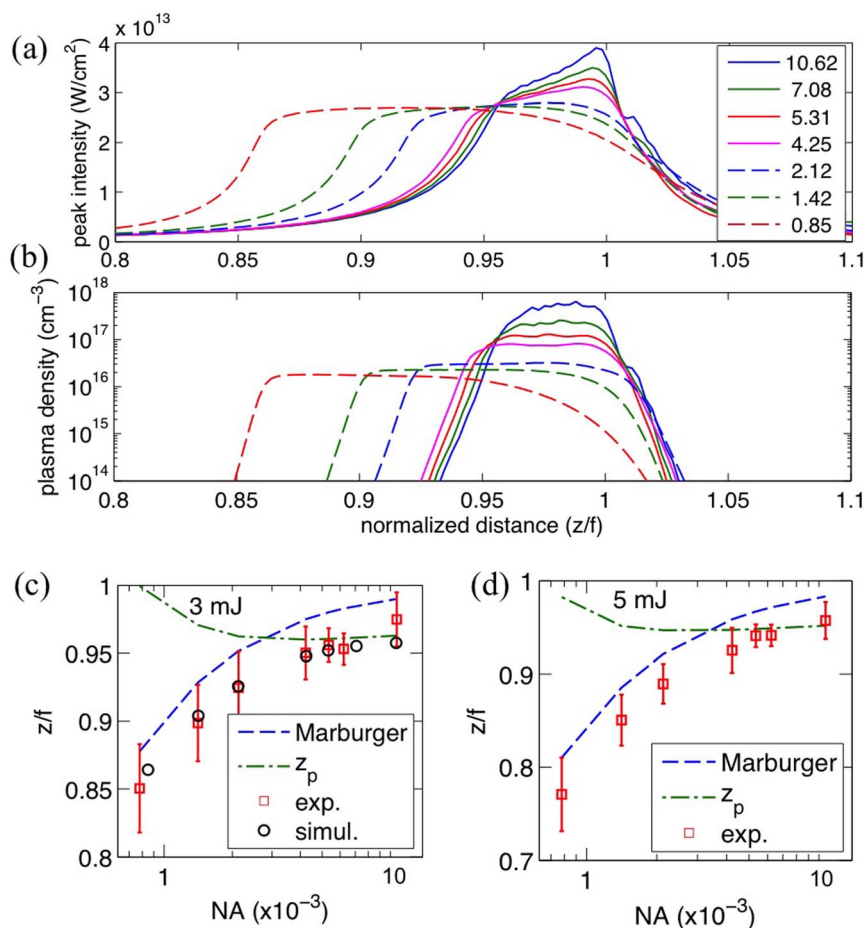 (a)
x 10^13
peak intensity (W/cm^2)
4
3
2
1
0
0.8 0.85 0.9 0.95 1 1.05 1.1
10.62
7.08
5.31
4.25
2.12
1.42
0.85
(b)
plasma density (cm^−3)
10^18
10^17
10^16
10^15
10^14
0.8 0.85 0.9 0.95 1 1.05 1.1
normalized distance (z/f)
(c)
3 mJ
z/f
1
0.95
0.9
0.85
0.8
Marburger
z_p
exp.
simul.
1 10
NA (x10^−3)
(d)
5 mJ
z/f
1
0.9
0.8
0.7
Marburger
z_p
exp.
1 10
NA (x10^−3)